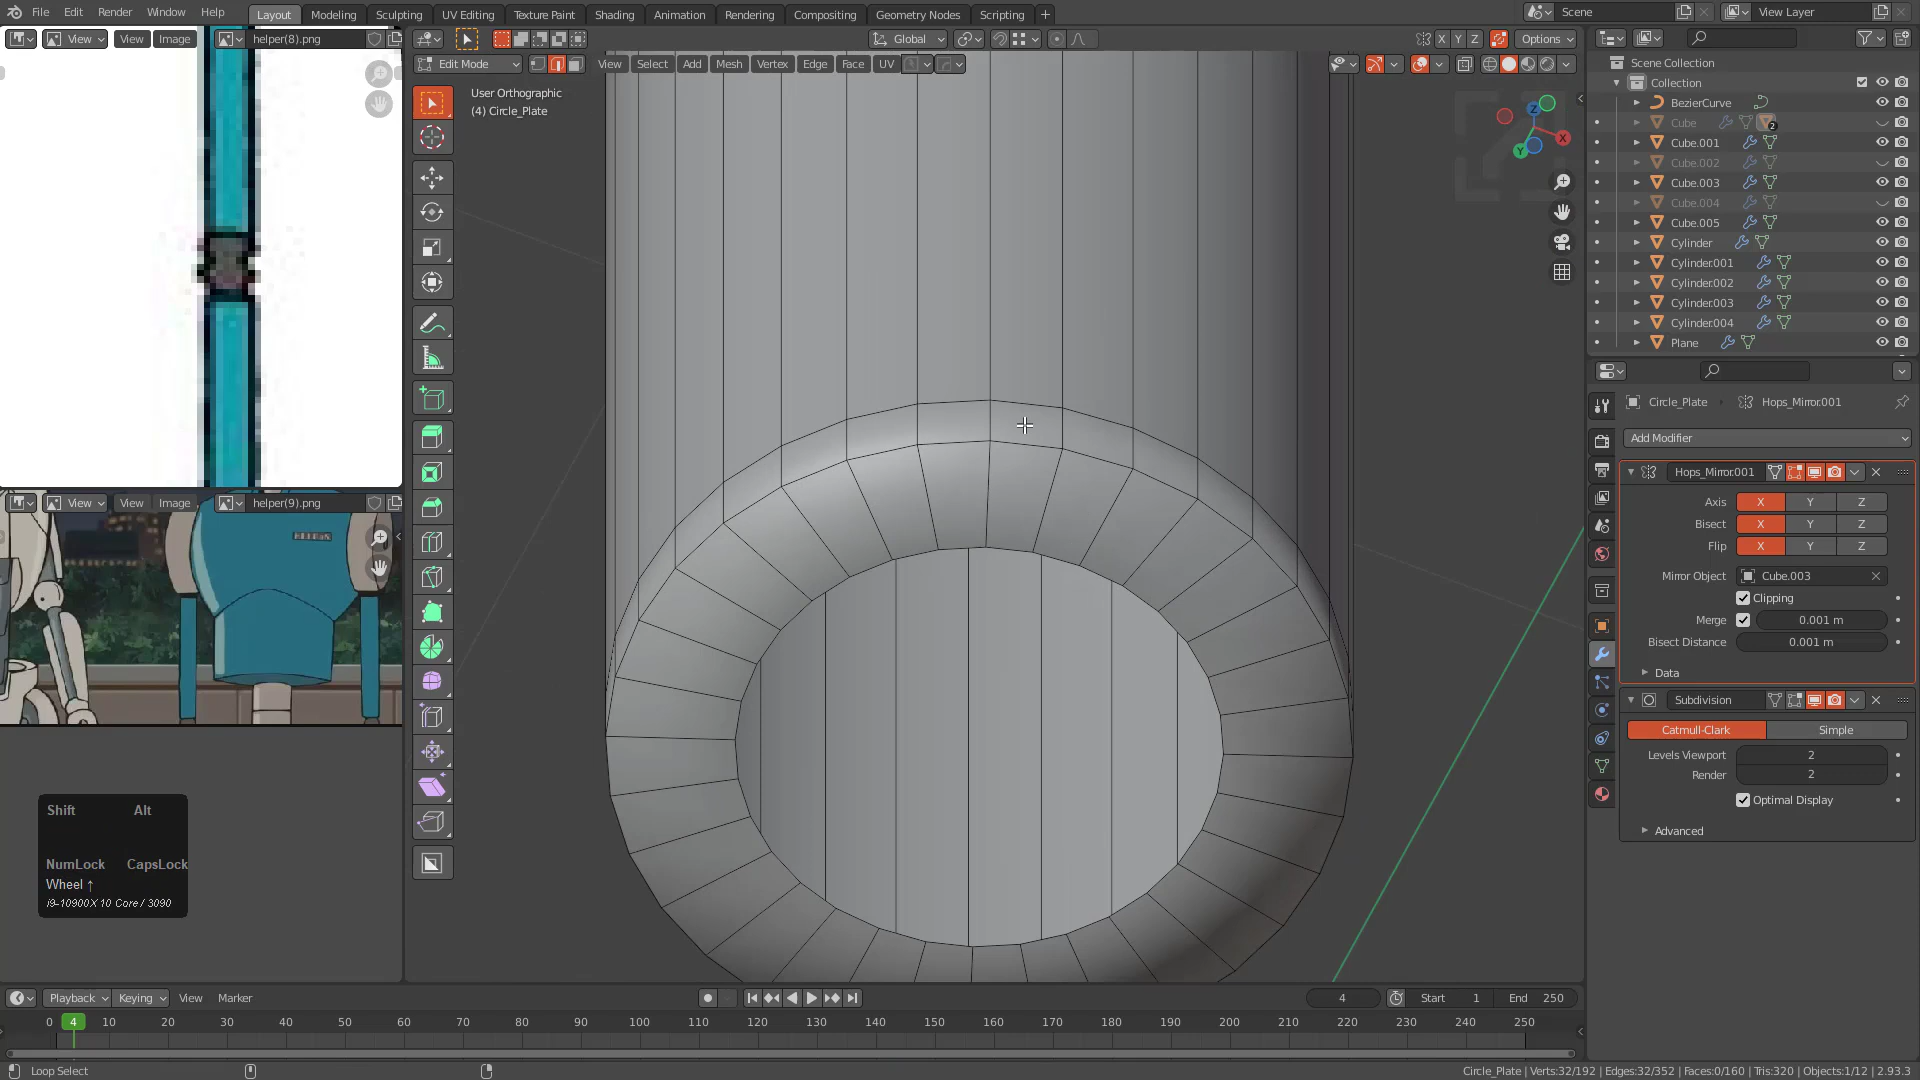 File Edit Render Window Help Layout Modeling Sculpting UV Editing Texture Paint Shading Animation Rendering Compositing Geometry Nodes Scripting + Scene View Layer
View View Image helper(8).png Global X Y Z Options
Edit Mode View Select Add Mesh Vertex Edge Face UV
User Orthographic
(4) Circle_Plate
Z
X
Y
Scene Collection
Collection
BezierCurve
Cube 2
Cube.001
Cube.002
Cube.003
Cube.004
Cube.005
Cylinder
Cylinder.001
Cylinder.002
Cylinder.003
Cylinder.004
Plane
Circle_Plate Hops_Mirror.001
Add Modifier
Hops_Mirror.001
Axis X Y Z
Bisect X Y Z
Flip X Y Z
Mirror Object Cube.003
Clipping
Merge 0.001 m
Bisect Distance 0.001 m
Data
Subdivision
Catmull-Clark Simple
Levels Viewport 2
Render 2
Optimal Display
Advanced
View View Image helper(9).png
Shift Alt
NumLock CapsLock
Wheel ↑
i9-10900X 10 Core / 3090
Playback Keying View Marker 4 Start 1 End 250
0 4 10 20 30 40 50 60 70 80 90 100 110 120 130 140 150 160 170 180 190 200 210 220 230 240 250
Loop Select Circle_Plate | Verts:32/192 | Edges:32/352 | Faces:0/160 | Tris:320 | Objects:1/12 | 2.93.3